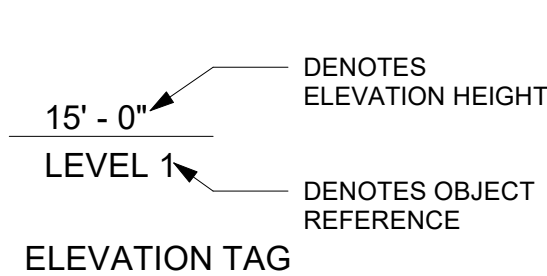 DENOTES
ELEVATION HEIGHT
15' - 0"
LEVEL 1
DENOTES OBJECT
REFERENCE
ELEVATION TAG